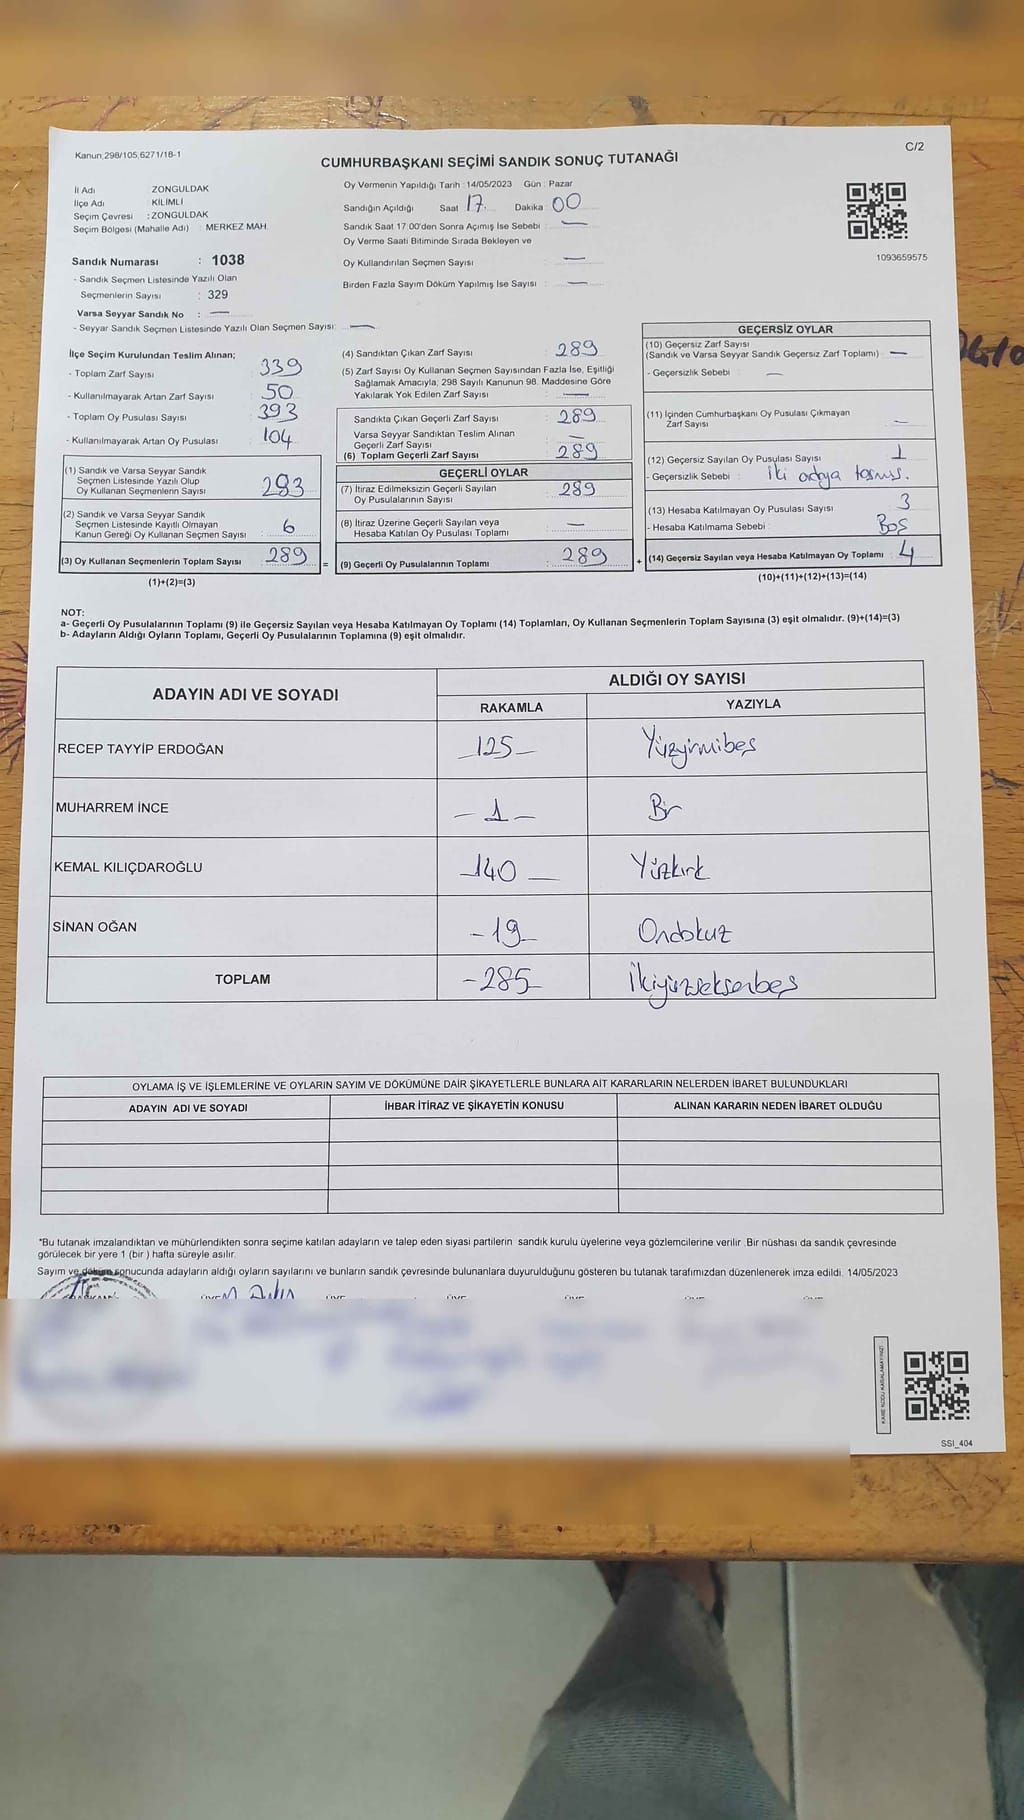 Kanun;298/105,6271/18-1
C/2
CUMHURBAŞKANI SEÇİMİ SANDIK SONUÇ TUTANAĞI
İl Adı : ZONGULDAK
İlçe Adı : KİLİMLİ
Seçim Çevresi : ZONGULDAK
Seçim Bölgesi (Mahalle Adı) : MERKEZ MAH.
Sandık Numarası : 1038
- Sandık Seçmen Listesinde Yazılı Olan
Seçmenlerin Sayısı : 329
Varsa Seyyar Sandık No : —
- Seyyar Sandık Seçmen Listesinde Yazılı Olan Seçmen Sayısı: —
Oy Vermenin Yapıldığı Tarih : 14/05/2023 Gün : Pazar
Sandığın Açıldığı Saat 17 Dakika 00
Sandık Saat 17.00'den Sonra Açımış İse Sebebi : —
Oy Verme Saati Bitiminde Sırada Bekleyen ve
Oy Kullandırılan Seçmen Sayısı : —
Birden Fazla Sayım Döküm Yapılmış İse Sayısı : —
1093659575
İlçe Seçim Kurulundan Teslim Alınan;
- Toplam Zarf Sayısı : 339
- Kullanılmayarak Artan Zarf Sayısı : 50
- Toplam Oy Pusulası Sayısı : 393
- Kullanılmayarak Artan Oy Pusulası : 104
(1) Sandık ve Varsa Seyyar Sandık
Seçmen Listesinde Yazılı Olup
Oy Kullanan Seçmenlerin Sayısı : 283
(2) Sandık ve Varsa Seyyar Sandık
Seçmen Listesinde Kayıtlı Olmayan
Kanun Gereği Oy Kullanan Seçmen Sayısı : 6
(3) Oy Kullanan Seçmenlerin Toplam Sayısı : 289
(1)+(2)=(3)
(4) Sandıktan Çıkan Zarf Sayısı : 289
(5) Zarf Sayısı Oy Kullanan Seçmen Sayısından Fazla İse, Eşitliği
Sağlamak Amacıyla, 298 Sayılı Kanunun 98. Maddesine Göre
Yakılarak Yok Edilen Zarf Sayısı : —
Sandıkta Çıkan Geçerli Zarf Sayısı : 289
Varsa Seyyar Sandıktan Teslim Alınan
Geçerli Zarf Sayısı : —
(6) Toplam Geçerli Zarf Sayısı : 289
GEÇERLİ OYLAR
(7) İtiraz Edilmeksizin Geçerli Sayılan
Oy Pusulalarının Sayısı : 289
(8) İtiraz Üzerine Geçerli Sayılan veya
Hesaba Katılan Oy Pusulası Toplamı : —
= (9) Geçerli Oy Pusulalarının Toplamı : 289
GEÇERSİZ OYLAR
(10) Geçersiz Zarf Sayısı
(Sandık ve Varsa Seyyar Sandık Geçersiz Zarf Toplamı) : —
- Geçersizlik Sebebi : —
(11) İçinden Cumhurbaşkanı Oy Pusulası Çıkmayan
Zarf Sayısı : —
(12) Geçersiz Sayılan Oy Pusulası Sayısı : 1
- Geçersizlik Sebebi : İki adaya taşmış.
(13) Hesaba Katılmayan Oy Pusulası Sayısı : 3
- Hesaba Katılmama Sebebi : Boş
+ (14) Geçersiz Sayılan veya Hesaba Katılmayan Oy Toplamı : 4
(10)+(11)+(12)+(13)=(14)
NOT:
a- Geçerli Oy Pusulalarının Toplamı (9) ile Geçersiz Sayılan veya Hesaba Katılmayan Oy Toplamı (14) Toplamları, Oy Kullanan Seçmenlerin Toplam Sayısına (3) eşit olmalıdır. (9)+(14)=(3)
b- Adayların Aldığı Oyların Toplamı, Geçerli Oy Pusulalarının Toplamına (9) eşit olmalıdır.
ADAYIN ADI VE SOYADI
ALDIĞI OY SAYISI
RAKAMLA YAZIYLA
RECEP TAYYİP ERDOĞAN —125— Yüzyirmibeş
MUHARREM İNCE —1— Bir
KEMAL KILIÇDAROĞLU —140— Yüzkırk
SİNAN OĞAN —19— Ondokuz
TOPLAM —285— İkiyüzseksenbeş
OYLAMA İŞ VE İŞLEMLERİNE VE OYLARIN SAYIM VE DÖKÜMÜNE DAİR ŞİKAYETLERLE BUNLARA AİT KARARLARIN NELERDEN İBARET BULUNDUKLARI
ADAYIN ADI VE SOYADI İHBAR İTİRAZ VE ŞİKAYETİN KONUSU ALINAN KARARIN NEDEN İBARET OLDUĞU
*Bu tutanak imzalandıktan ve mühürlendikten sonra seçime katılan adayların ve talep eden siyasi partilerin sandık kurulu üyelerine veya gözlemcilerine verilir. Bir nüshası da sandık çevresinde
görülecek bir yere 1 (bir ) hafta süreyle asılır.
Sayım ve döküm sonucunda adayların aldığı oyların sayılarını ve bunların sandık çevresinde bulunanlara duyurulduğunu gösteren bu tutanak tarafımızdan düzenlenerek imza edildi. 14/05/2023
SSI_404